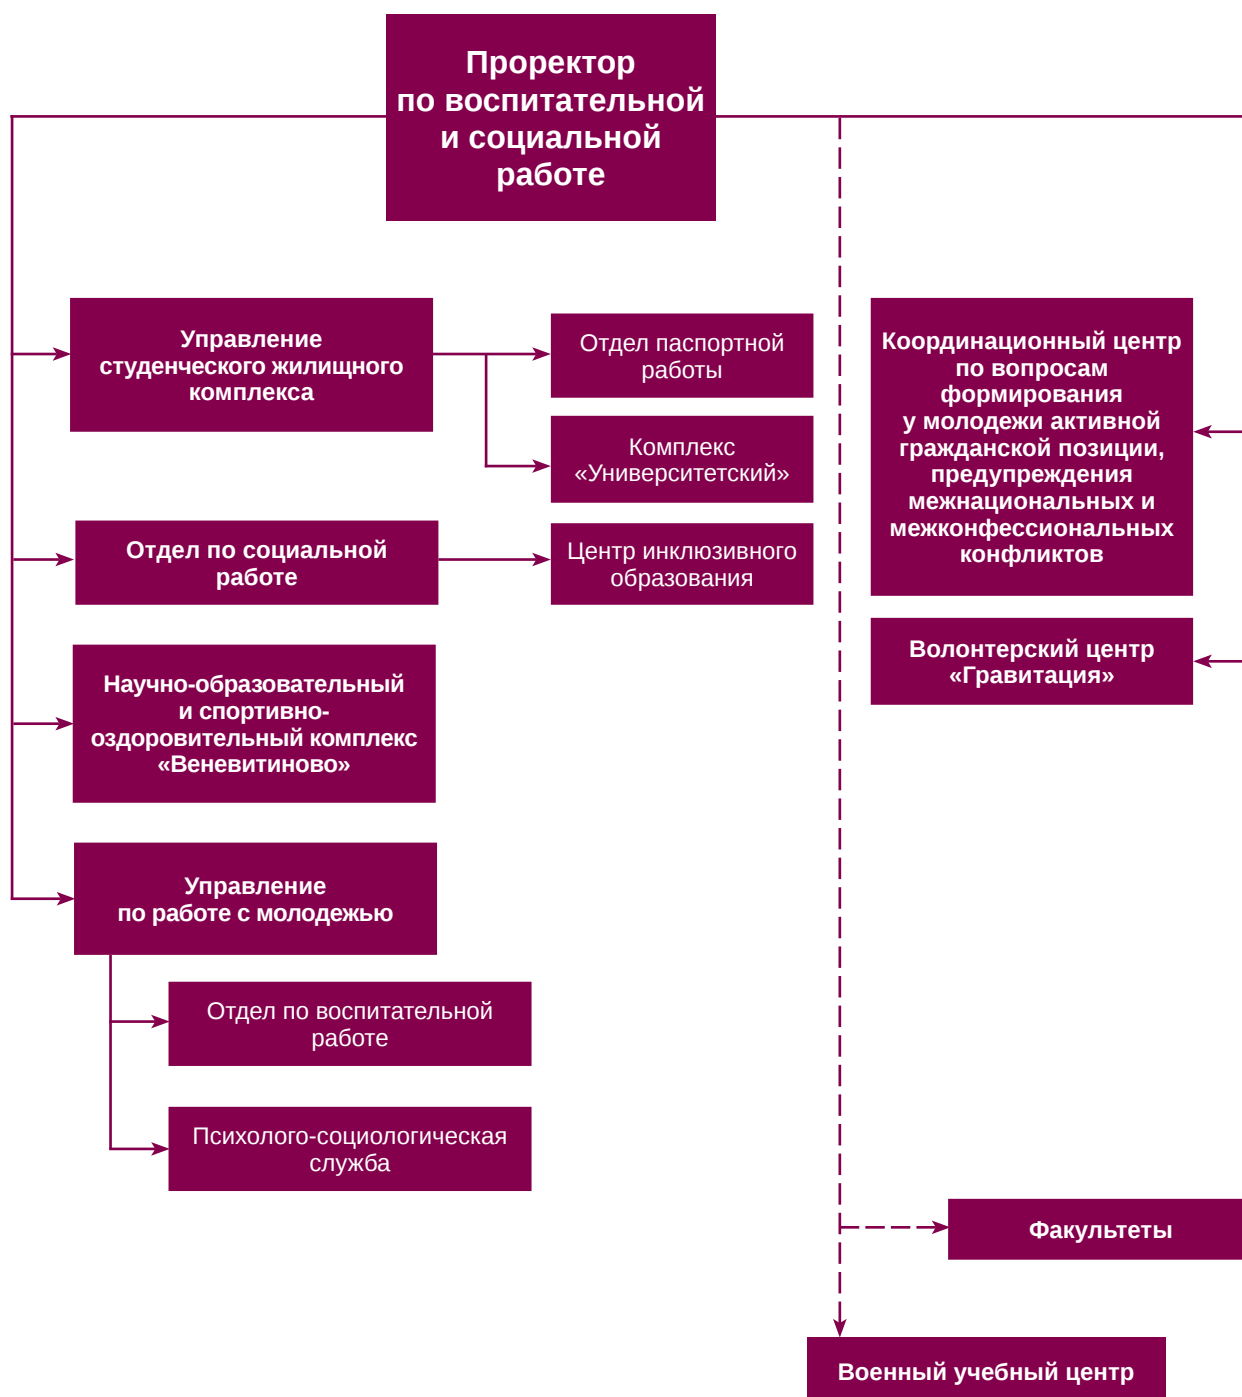 Проректор
по воспитательной
и социальной
работе
Управление
студенческого жилищного
комплекса
Отдел паспортной
работы
Комплекс
«Университетский»
Отдел по социальной
работе
Центр инклюзивного
образования
Научно-образовательный
и спортивно-
оздоровительный комплекс
«Веневитиново»
Управление
по работе с молодежью
Отдел по воспитательной
работе
Психолого-социологическая
служба
Координационный центр
по вопросам
формирования
у молодежи активной
гражданской позиции,
предупреждения
межнациональных и
межконфессиональных
конфликтов
Волонтерский центр
«Гравитация»
Факультеты
Военный учебный центр